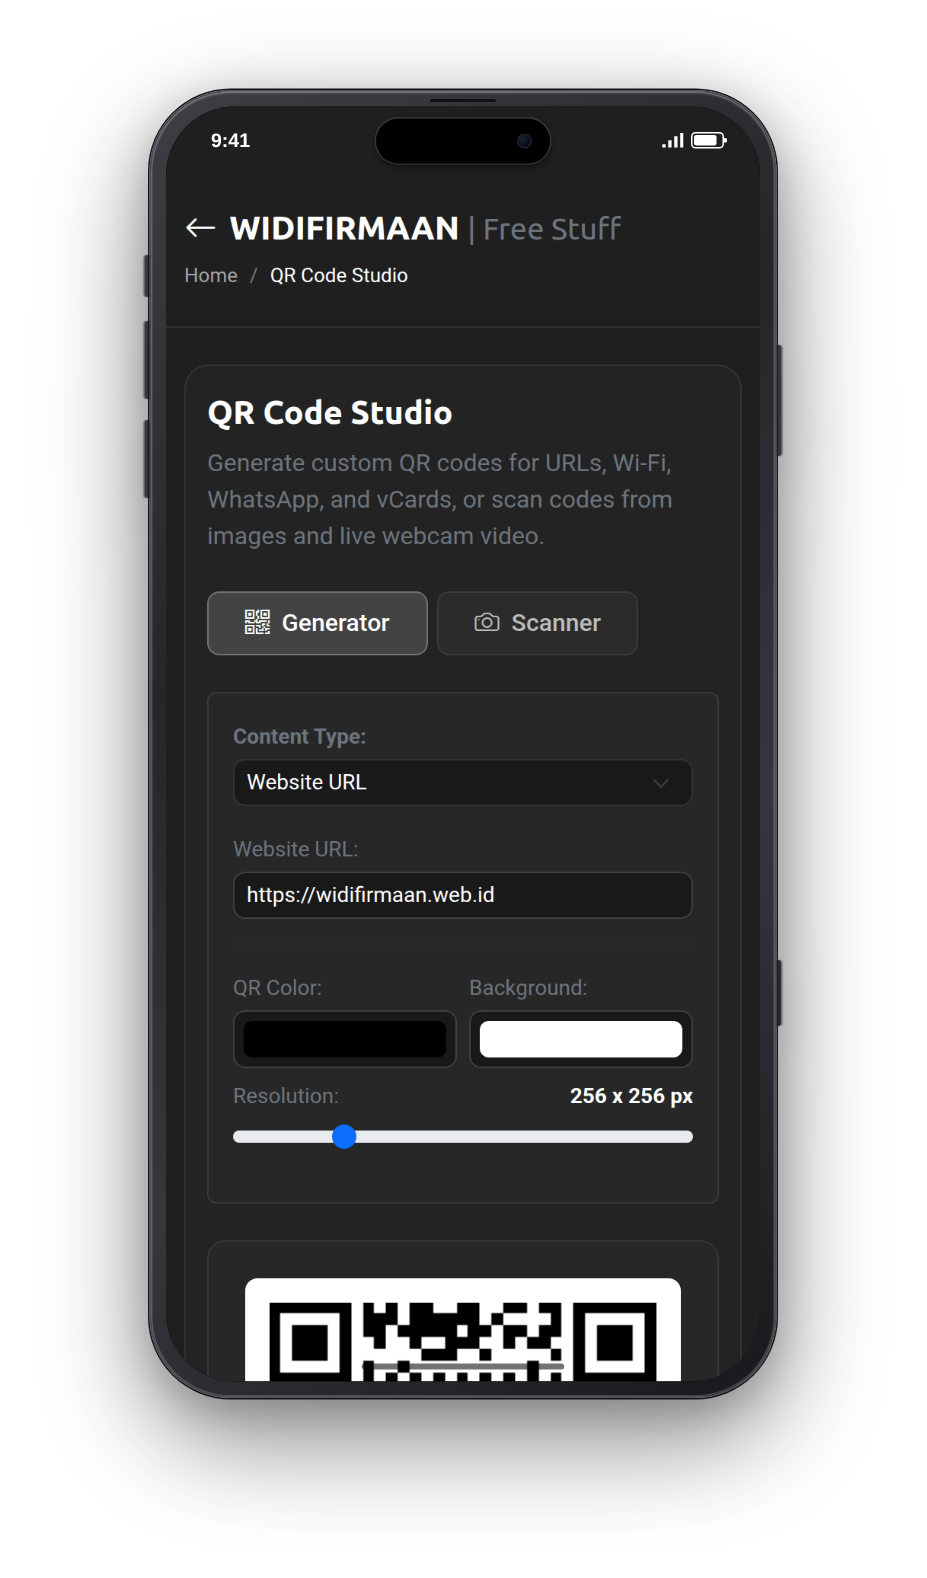 9:41
WIDIFIRMAAN | Free Stuff
Home / QR Code Studio
QR Code Studio
Generate custom QR codes for URLs, Wi-Fi,
WhatsApp, and vCards, or scan codes from
images and live webcam video.
Generator Scanner
Content Type:
Website URL
Website URL:
https://widifirmaan.web.id
QR Color: Background:
Resolution: 256 x 256 px